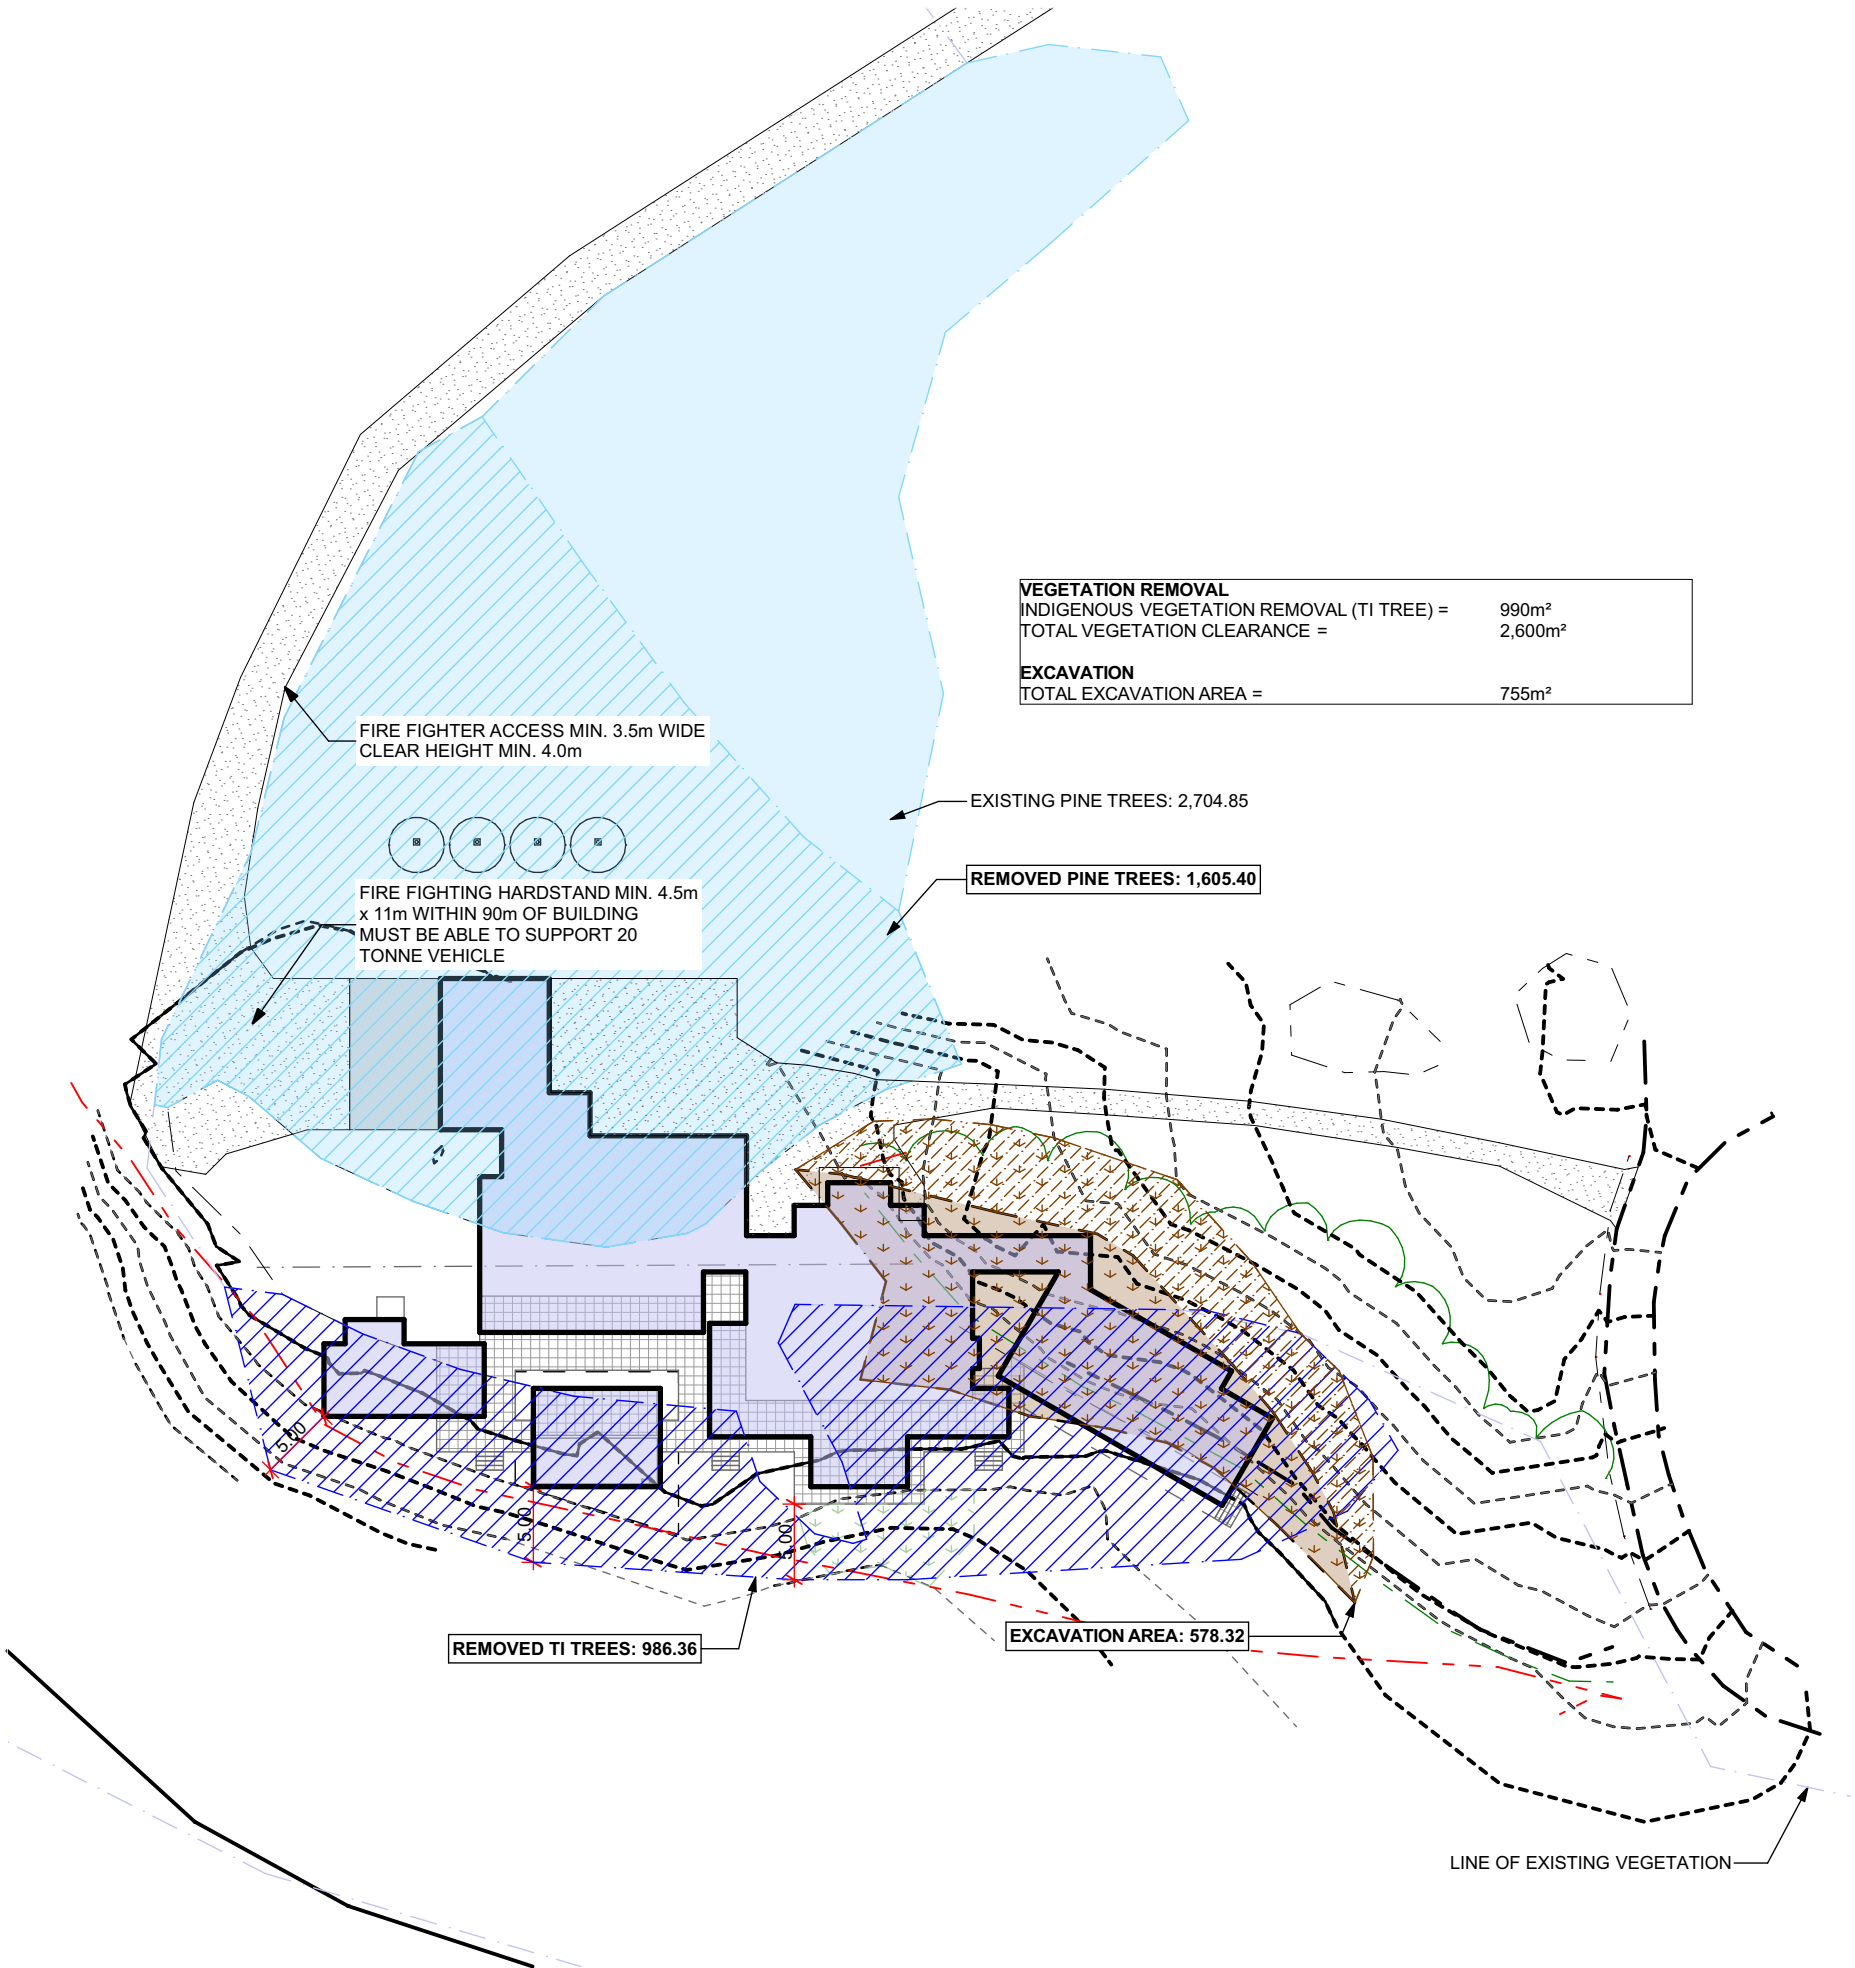 VEGETATION REMOVAL
INDIGENOUS VEGETATION REMOVAL (TI TREE) = 990m²
TOTAL VEGETATION CLEARANCE = 2,600m²
EXCAVATION
TOTAL EXCAVATION AREA = 755m²
FIRE FIGHTER ACCESS MIN. 3.5m WIDE
CLEAR HEIGHT MIN. 4.0m
EXISTING PINE TREES: 2,704.85
REMOVED PINE TREES: 1,605.40
FIRE FIGHTING HARDSTAND MIN. 4.5m
x 11m WITHIN 90m OF BUILDING
MUST BE ABLE TO SUPPORT 20
TONNE VEHICLE
5.00
5.00
REMOVED TI TREES: 986.36
EXCAVATION AREA: 578.32
LINE OF EXISTING VEGETATION